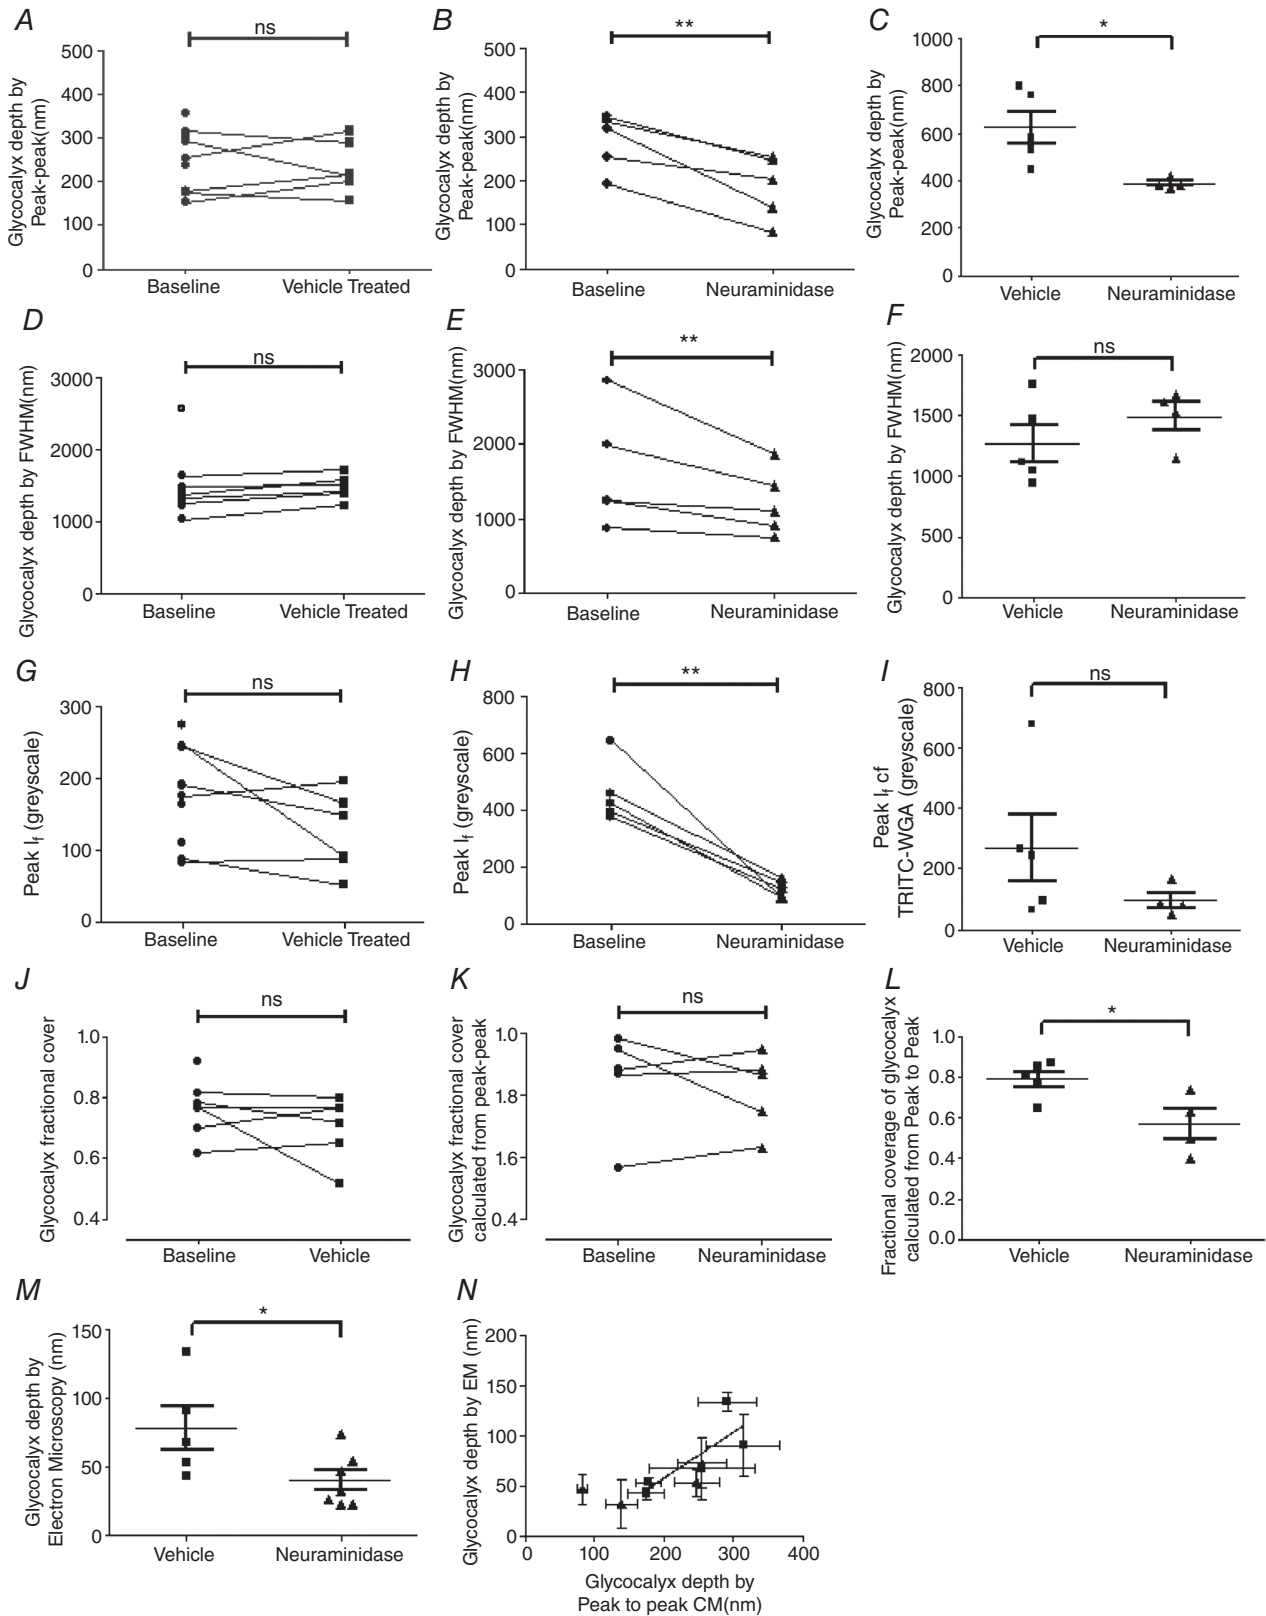 A
ns
Glycocalyx depth by
Peak-peak(nm)
500
400
300
200
100
0
Baseline
Vehicle Treated
B
**
Glycocalyx depth by
Peak-peak(nm)
500
400
300
200
100
0
Baseline
Neuraminidase
C
*
Glycocalyx depth by
Peak-peak(nm)
1000
800
600
400
200
0
Vehicle
Neuraminidase
D
ns
Glycocalyx depth by FWHM(nm)
3000
2000
1000
0
Baseline
Vehicle Treated
E
**
Glycocalyx depth by FWHM(nm)
3000
2000
1000
0
Baseline
Neuraminidase
F
ns
Glycocalyx depth by FWHM(nm)
2000
1500
1000
500
0
Vehicle
Neuraminidase
G
ns
Peak If (greyscale)
300
200
100
0
Baseline
Vehicle Treated
H
**
Peak If (greyscale)
800
600
400
200
0
Baseline
Neuraminidase
I
ns
Peak If cf
TRITC-WGA (greyscale)
800
600
400
200
0
Vehicle
Neuraminidase
J
ns
Glycocalyx fractional cover
1.0
0.8
0.6
0.4
Baseline
Vehicle
K
ns
Glycocalyx fractional cover
calculated from peak-peak
1.0
1.8
1.6
0.4
Baseline
Neuraminidase
L
*
Fractional coverage of glycocalyx
calculated from Peak to Peak
1.0
0.8
0.6
0.4
0.2
0.0
Vehicle
Neuraminidase
M
*
Glycocalyx depth by
Electron Microscopy (nm)
150
100
50
0
Vehicle
Neuraminidase
N
Glycocalyx depth by EM (nm)
200
150
100
50
0
0
100
200
300
400
Glycocalyx depth by
Peak to peak CM(nm)